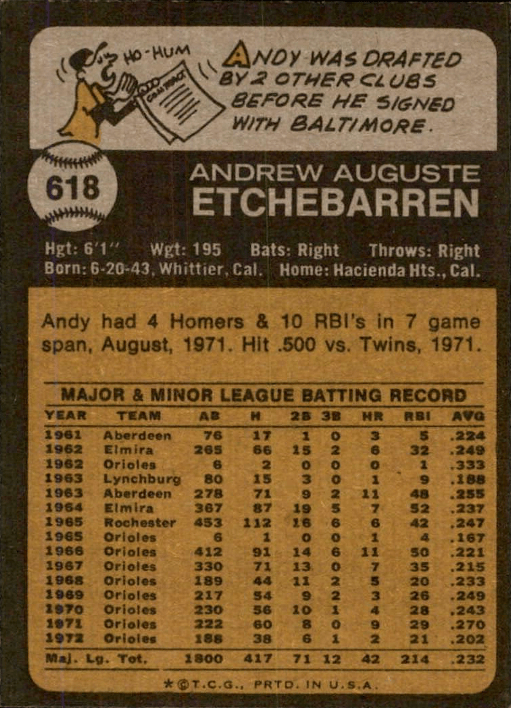 HO-HUM
CONTRACT
ANDY WAS DRAFTED
BY 2 OTHER CLUBS
BEFORE HE SIGNED
WITH BALTIMORE.
618
ANDREW AUGUSTE
ETCHEBARREN
Hgt: 6'1" Wgt: 195 Bats: Right Throws: Right
Born: 6-20-43, Whittier, Cal. Home: Hacienda Hts., Cal.
Andy had 4 Homers & 10 RBI's in 7 game
span, August, 1971. Hit .500 vs. Twins, 1971.
MAJOR & MINOR LEAGUE BATTING RECORD
YEAR TEAM AB H 2B 3B HR RBI AVG
1961 Aberdeen 76 17 1 0 3 5 .224
1962 Elmira 265 66 15 2 6 32 .249
1962 Orioles 6 2 0 0 0 1 .333
1963 Lynchburg 80 15 3 0 1 9 .188
1963 Aberdeen 278 71 9 2 11 48 .255
1964 Elmira 367 87 19 5 7 52 .237
1965 Rochester 453 112 16 6 6 42 .247
1965 Orioles 6 1 0 0 1 4 .167
1966 Orioles 412 91 14 6 11 50 .221
1967 Orioles 330 71 13 0 7 35 .215
1968 Orioles 189 44 11 2 5 20 .233
1969 Orioles 217 54 9 2 3 26 .249
1970 Orioles 230 56 10 1 4 28 .243
1971 Orioles 222 60 8 0 9 29 .270
1972 Orioles 188 38 6 1 2 21 .202
Maj. Lg. Tot. 1800 417 71 12 42 214 .232
*©T.C.G., PRTD. IN U.S.A.